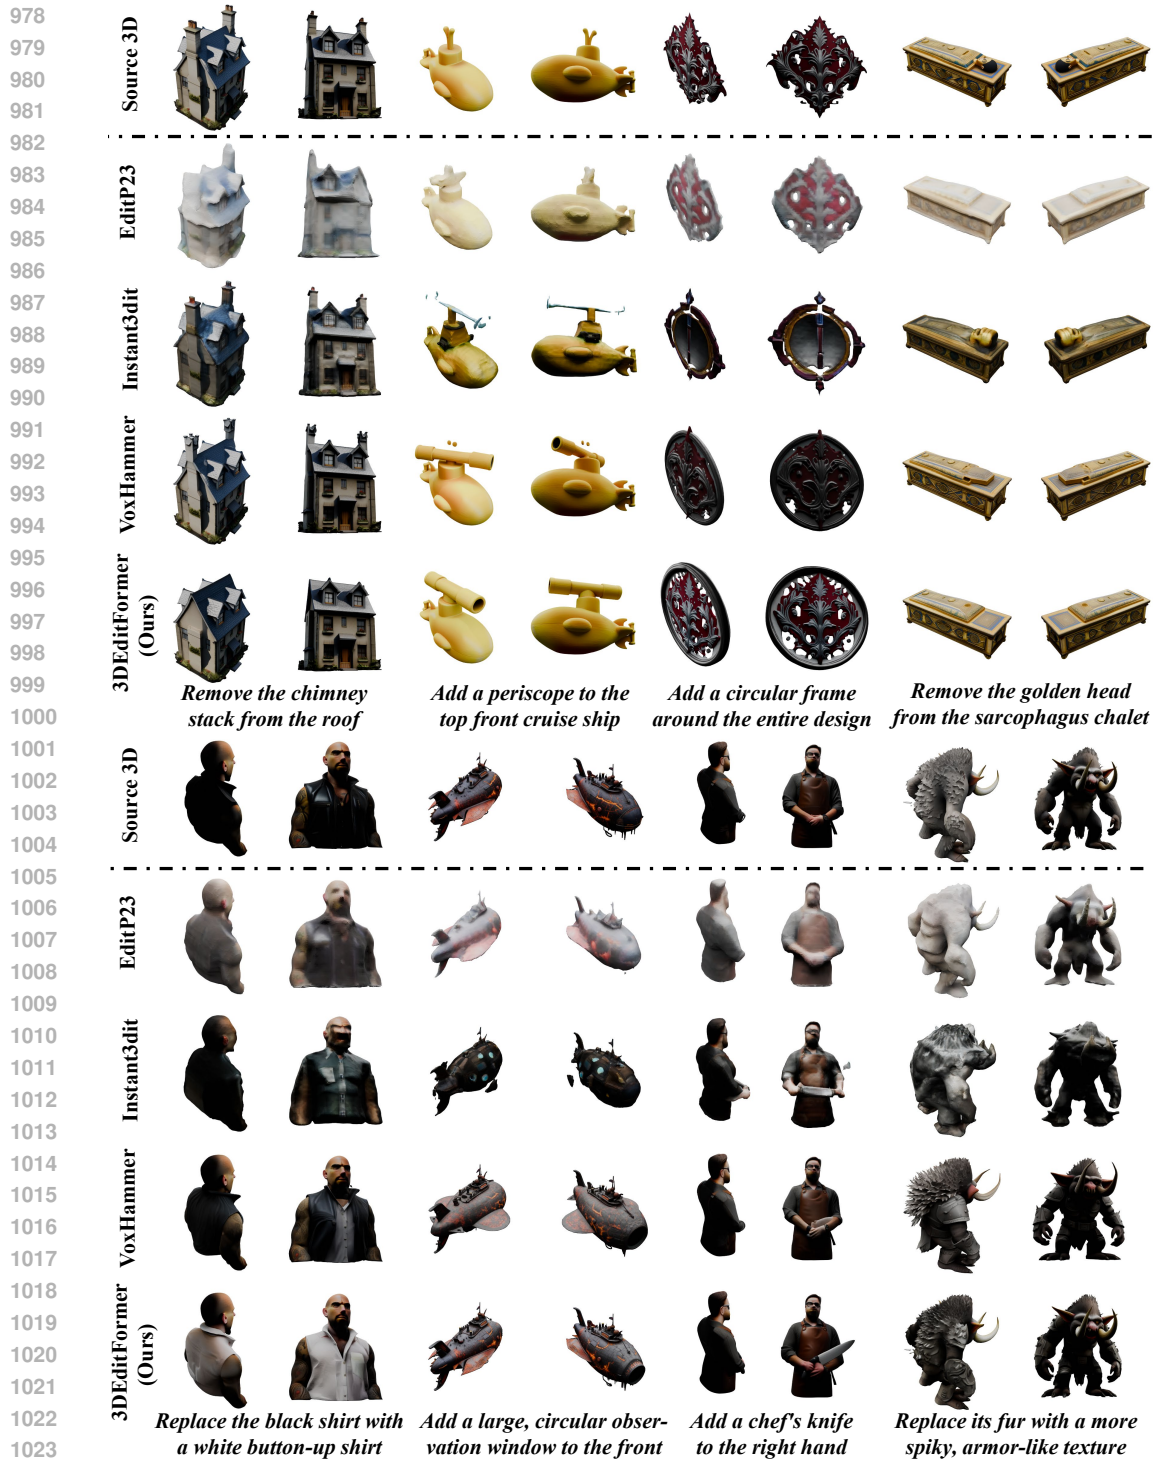 978
979
980
981
982
983
984
985
986
987
988
989
990
991
992
993
994
995
996
997
998
999
1000
1001
1002
1003
1004
1005
1006
1007
1008
1009
1010
1011
1012
1013
1014
1015
1016
1017
1018
1019
1020
1021
1022
1023
Source 3D
EditP23
Instant3dit
VoxHammer
3DEditFormer
(Ours)
Remove the chimney
stack from the roof
Add a periscope to the
top front cruise ship
Add a circular frame
around the entire design
Remove the golden head
from the sarcophagus chalet
Source 3D
EditP23
Instant3dit
VoxHammer
3DEditFormer
(Ours)
Replace the black shirt with
a white button-up shirt
Add a large, circular obser-
vation window to the front
Add a chef's knife
to the right hand
Replace its fur with a more
spiky, armor-like texture